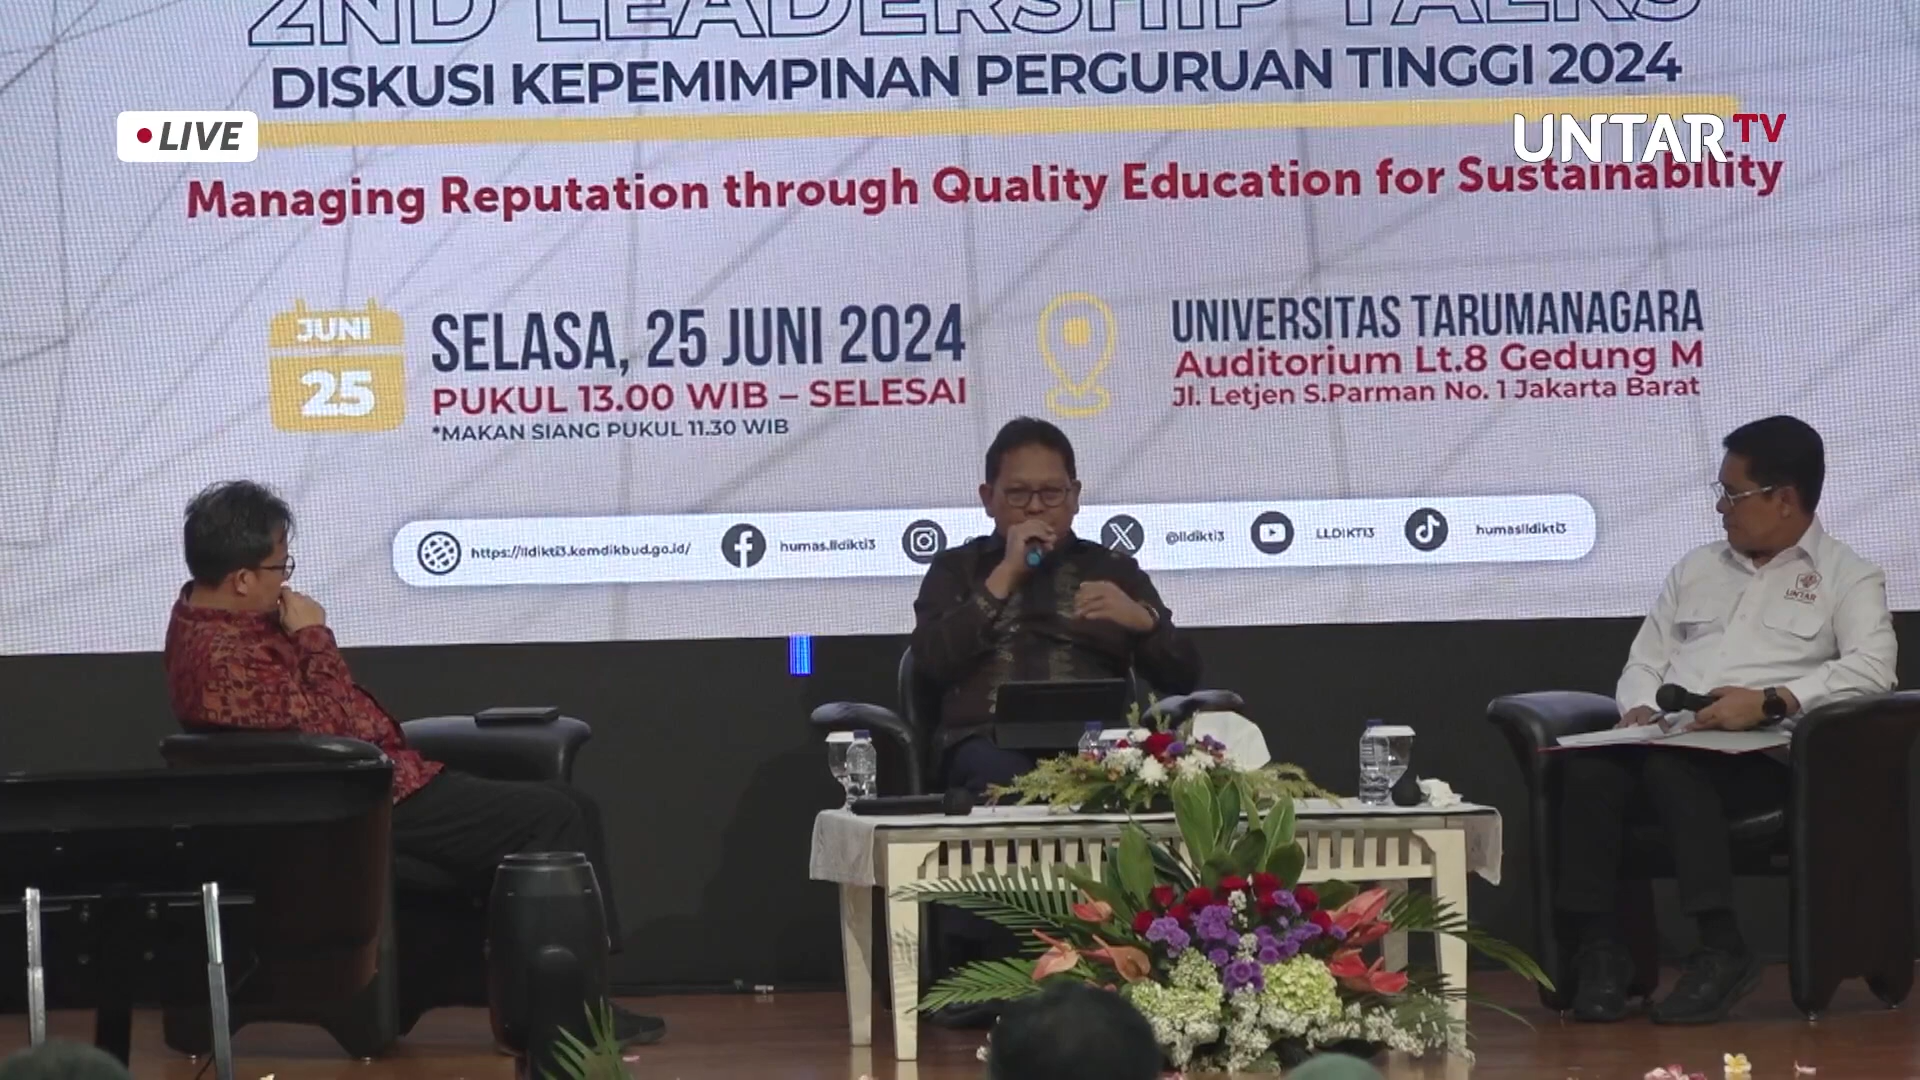 2ND LEADERSHIP TALKS
DISKUSI KEPEMIMPINAN PERGURUAN TINGGI 2024
LIVE
UNTAR TV
Managing Reputation through Quality Education for Sustainability
JUNI
25
SELASA, 25 JUNI 2024
PUKUL 13.00 WIB – SELESAI
*MAKAN SIANG PUKUL 11.30 WIB
UNIVERSITAS TARUMANAGARA
Auditorium Lt.8 Gedung M
Jl. Letjen S.Parman No. 1 Jakarta Barat
https://lldikti3.kemdikbud.go.id/
humas.lldikti3
@lldikti3
LLDIKTI3
humaslldikti3
UNTAR